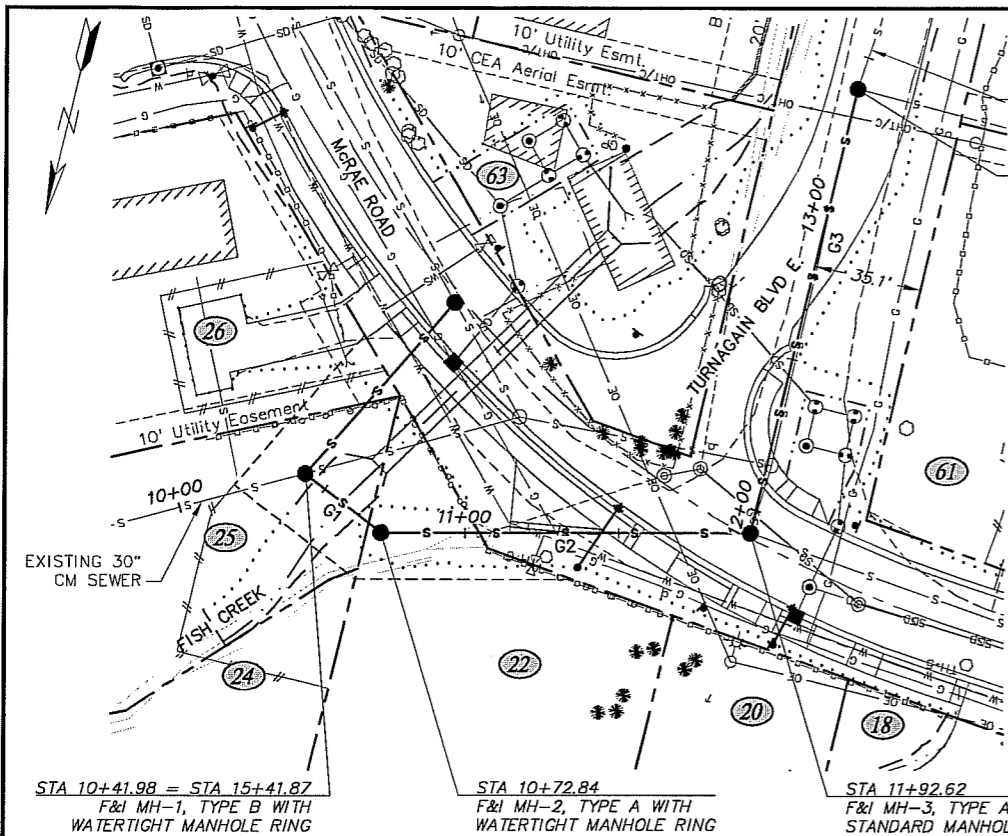 10' Utility Esmt.
10' CEA Aerial Esmt
20'
McRAE ROAD
63
GP
13+00
G3
35.1'
TURNAGAIN BLVD E.
26
10' Utility Easement
61
10+00
G1
11+00
G2
12+00
25
EXISTING 30"
CM SEWER
FISH CREEK
24
22
20
18
STA 10+41.98 = STA 15+41.87
F&I MH-1, TYPE B WITH
WATERTIGHT MANHOLE RING
STA 10+72.84
F&I MH-2, TYPE A WITH
WATERTIGHT MANHOLE RING
STA 11+92.62
F&I MH-3, TYPE A
STANDARD MANHOL